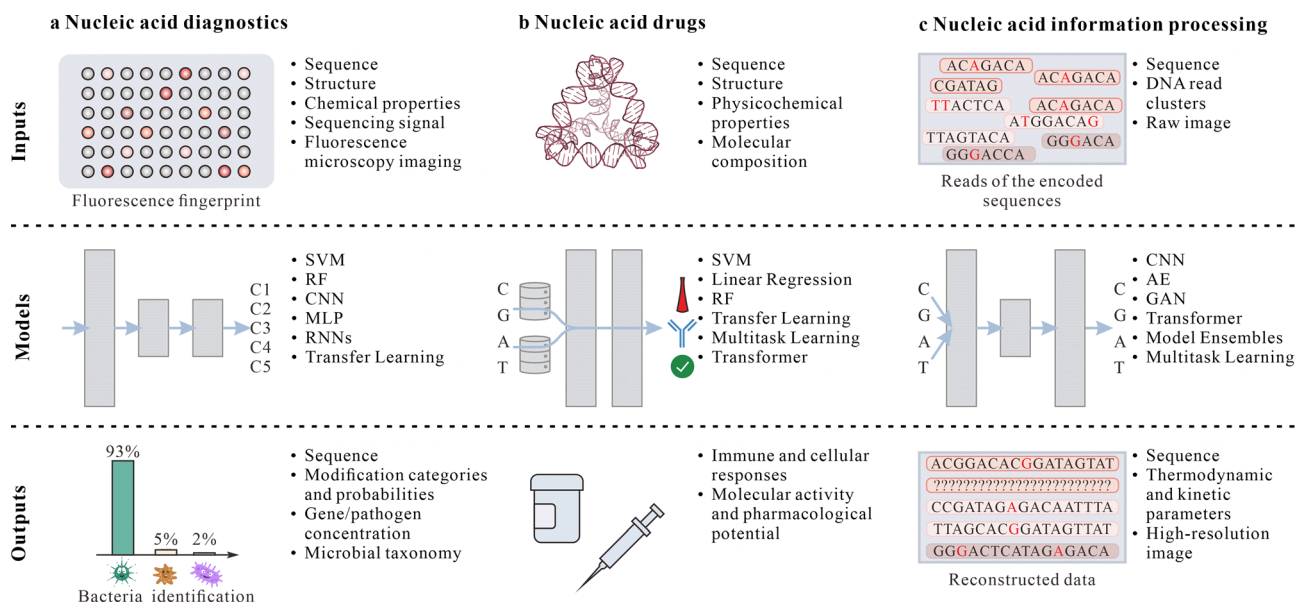 a Nucleic acid diagnostics
b Nucleic acid drugs
c Nucleic acid information processing
Inputs
Fluorescence fingerprint
• Sequence
• Structure
• Chemical properties
• Sequencing signal
• Fluorescence
microscopy imaging
• Sequence
• Structure
• Physicochemical
properties
• Molecular
composition
ACAGACA
ACAGACA
CGATAG
TTACTCA
ACAGACA
ATGGACAG
TTAGTACA
GGGACA
GGGACCA
Reads of the encoded
sequences
• Sequence
• DNA read
clusters
• Raw image
Models
C1
C2
C3
C4
C5
• SVM
• RF
• CNN
• MLP
• RNNs
• Transfer Learning
C
G
A
T
• SVM
• Linear Regression
• RF
• Transfer Learning
• Multitask Learning
• Transformer
C
G
A
T
C
G
A
T
• CNN
• AE
• GAN
• Transformer
• Model Ensembles
• Multitask Learning
Outputs
93%
5%
2%
Bacteria identification
• Sequence
• Modification categories
and probabilities
• Gene/pathogen
concentration
• Microbial taxonomy
• Immune and cellular
responses
• Molecular activity
and pharmacological
potential
ACGGACACGGATAGTAT
????????????????????????
CCGATAGAGACAATTTA
TTAGCACGGATAGTTAT
GGGACTCATAGAGACA
Reconstructed data
• Sequence
• Thermodynamic
and kinetic
parameters
• High-resolution
image